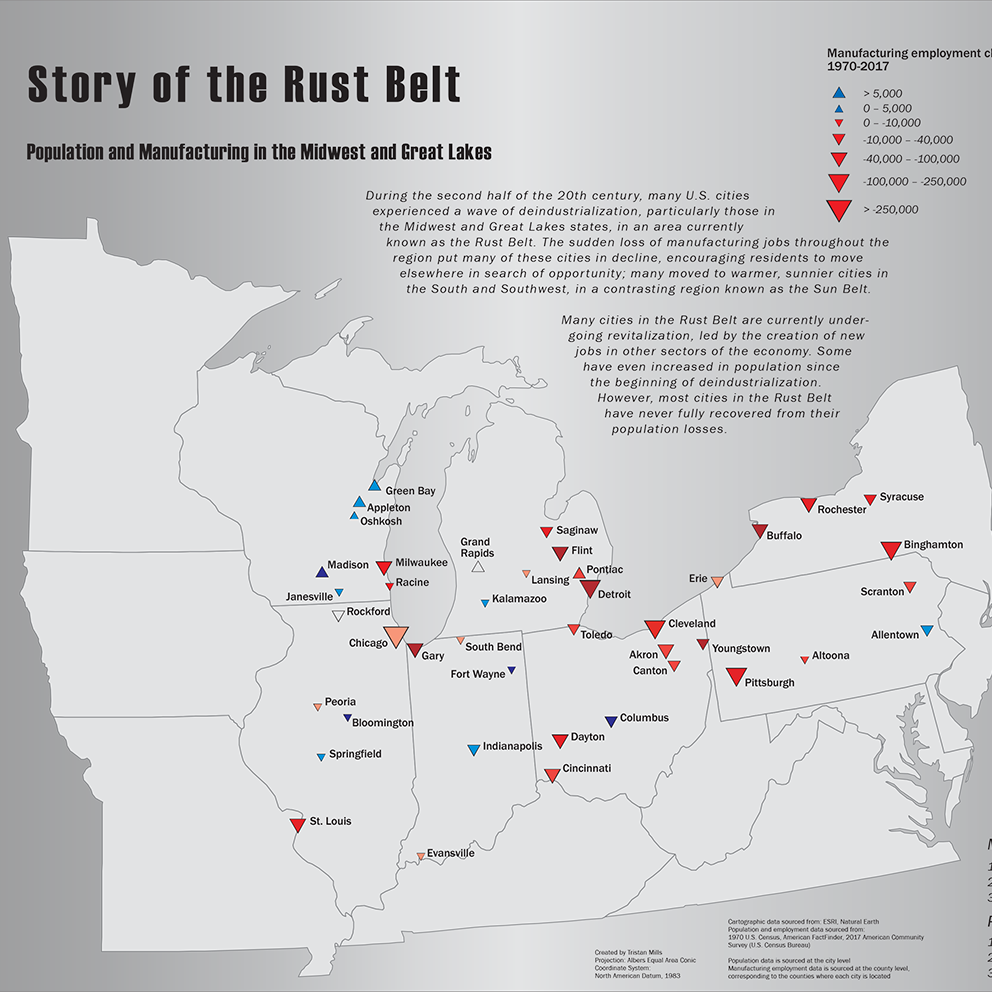 Story of the Rust Belt
Population and Manufacturing in the Midwest and Great Lakes
Manufacturing employment c
1970-2017
> 5,000
0 – 5,000
0 – -10,000
-10,000 – -40,000
-40,000 – -100,000
-100,000 – -250,000
> -250,000
During the second half of the 20th century, many U.S. cities
experienced a wave of deindustrialization, particularly those in
the Midwest and Great Lakes states, in an area currently
known as the Rust Belt. The sudden loss of manufacturing jobs throughout the
region put many of these cities in decline, encouraging residents to move
elsewhere in search of opportunity; many moved to warmer, sunnier cities in
the South and Southwest, in a contrasting region known as the Sun Belt.
Many cities in the Rust Belt are currently under-
going revitalization, led by the creation of new
jobs in other sectors of the economy. Some
have even increased in population since
the beginning of deindustrialization.
However, most cities in the Rust Belt
have never fully recovered from their
population losses.
Green Bay
Appleton
Oshkosh
Madison
Milwaukee
Janesville
Racine
Rockford
Chicago
Gary
Grand
Rapids
Saginaw
Flint
Lansing
Pontiac
Detroit
Kalamazoo
South Bend
Fort Wayne
Toledo
Cleveland
Akron
Canton
Youngstown
Erie
Buffalo
Rochester
Syracuse
Binghamton
Scranton
Allentown
Altoona
Pittsburgh
Peoria
Bloomington
Springfield
Indianapolis
Columbus
Dayton
Cincinnati
St. Louis
Evansville
Created by Tristan Mills
Projection: Albers Equal Area Conic
Coordinate System:
North American Datum, 1983
Cartographic data sourced from: ESRI, Natural Earth
Population and employment data sourced from:
1970 U.S. Census, American FactFinder, 2017 American Community
Survey (U.S. Census Bureau)
Population data is sourced at the city level
Manufacturing employment data is sourced at the county level,
corresponding to the counties where each city is located